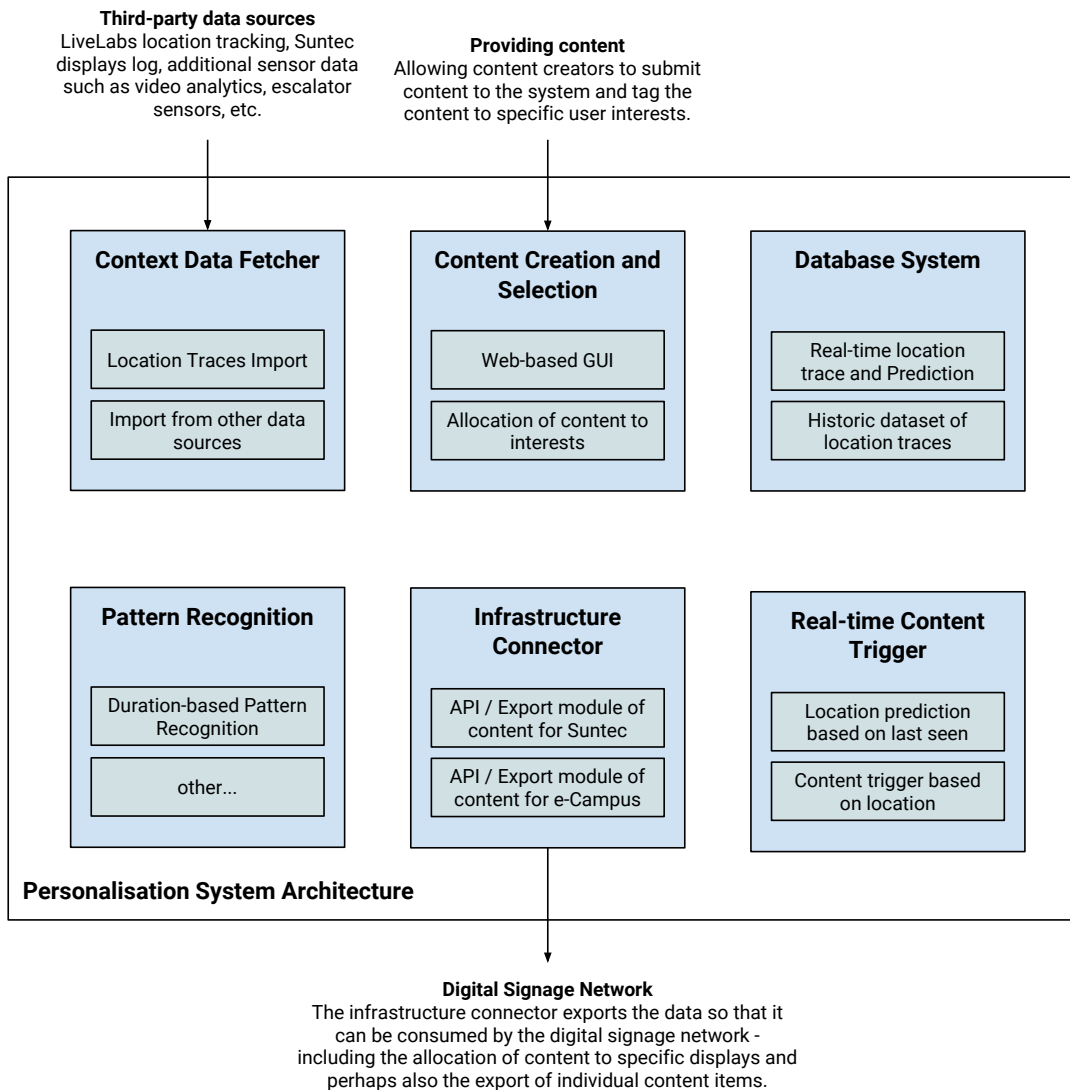 Third-party data sources
LiveLabs location tracking, Suntec
displays log, additional sensor data
such as video analytics, escalator
sensors, etc.
Providing content
Allowing content creators to submit
content to the system and tag the
content to specific user interests.
Context Data Fetcher
Location Traces Import
Import from other data
sources
Content Creation and
Selection
Web-based GUI
Allocation of content to
interests
Database System
Real-time location
trace and Prediction
Historic dataset of
location traces
Pattern Recognition
Duration-based Pattern
Recognition
other...
Infrastructure
Connector
API / Export module of
content for Suntec
API / Export module of
content for e-Campus
Real-time Content
Trigger
Location prediction
based on last seen
Content trigger based
on location
Personalisation System Architecture
Digital Signage Network
The infrastructure connector exports the data so that it
can be consumed by the digital signage network -
including the allocation of content to specific displays and
perhaps also the export of individual content items.